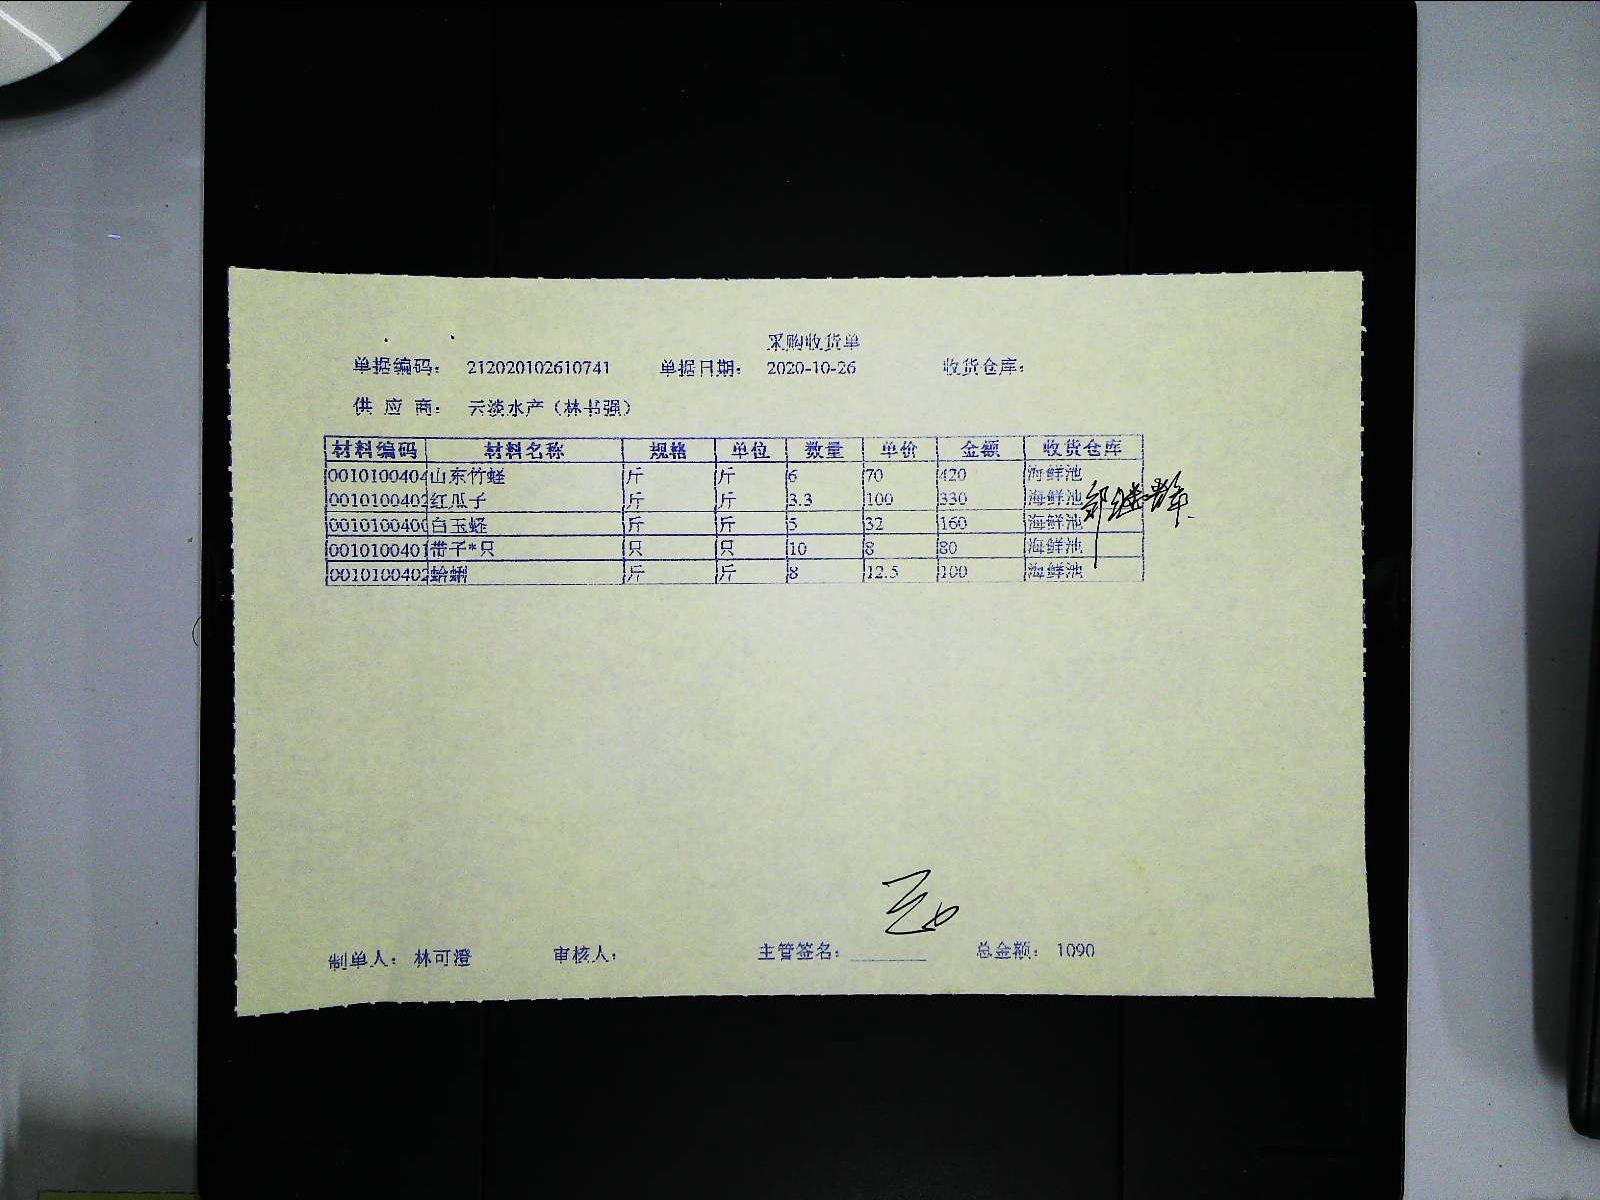 采购收货单
单据编码： 212020102610741 单据日期： 2020-10-26 收货仓库：
供 应 商： 云淡水产（林书强）
材料编码 材料名称 规格 单位 数量 单价 金额 收货仓库
0010100404 山东竹蛏 斤 斤 6 70 420 海鲜池
0010100402 红瓜子 斤 斤 3.3 100 330 海鲜池
0010100400 白玉蛏 斤 斤 5 32 160 海鲜池
0010100401 带子*只 只 只 10 8 80 海鲜池
0010100402 蛤蜊 斤 斤 8 12.5 100 海鲜池
制单人： 林可澄 审核人： 主管签名： 总金额： 1090